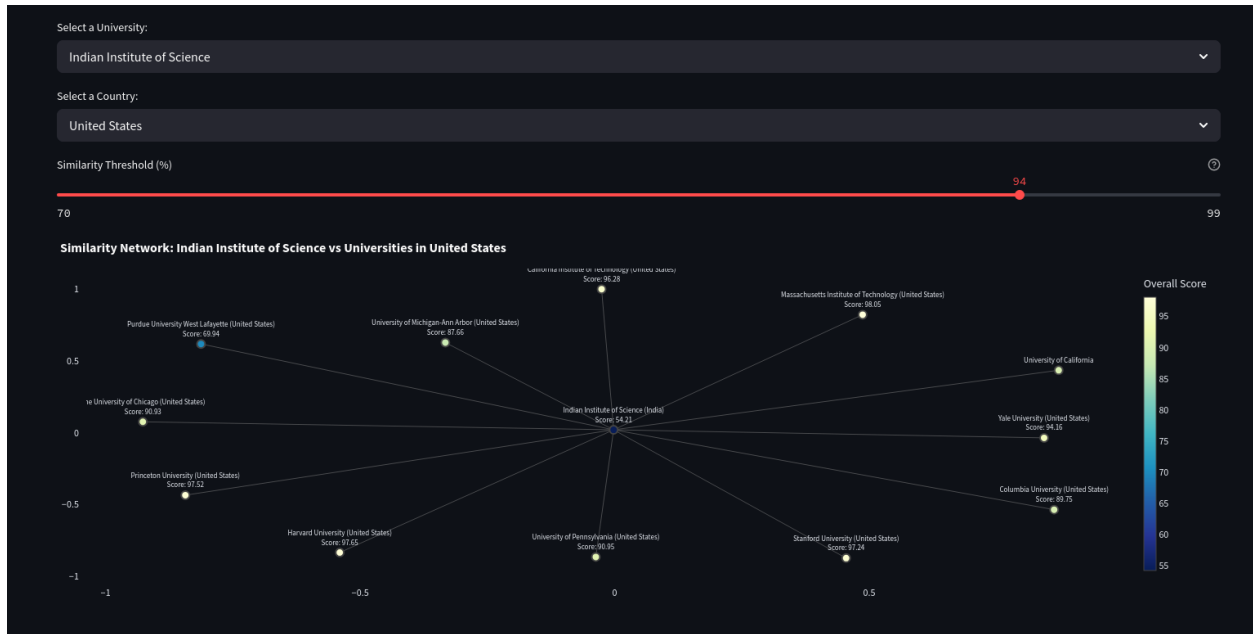 Select a University:
Indian Institute of Science
Select a Country:
United States
Similarity Threshold (%)
94
70
99
Similarity Network: Indian Institute of Science vs Universities in United States
California Institute of Technology (United States)
Score: 96.28
Massachusetts Institute of Technology (United States)
Score: 98.05
Purdue University West Lafayette (United States)
Score: 69.94
University of Michigan-Ann Arbor (United States)
Score: 87.66
University of California
ne University of Chicago (United States)
Score: 90.93
Indian Institute of Science (India)
Score: 54.21
Yale University (United States)
Score: 94.16
Princeton University (United States)
Score: 97.52
Columbia University (United States)
Score: 89.75
Harvard University (United States)
Score: 97.65
University of Pennsylvania (United States)
Score: 90.95
Stanford University (United States)
Score: 97.24
1
0.5
0
−0.5
−1
−1
−0.5
0
0.5
Overall Score
95
90
85
80
75
70
65
60
55